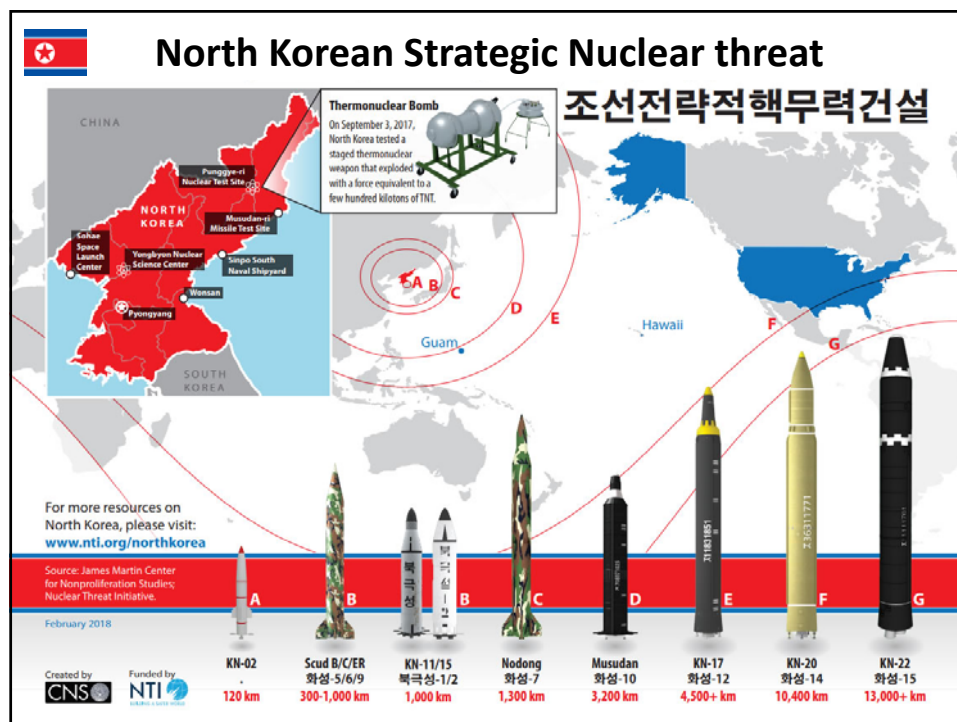 North Korean Strategic Nuclear threat
조선전략적핵무력건설
Thermonuclear Bomb
On September 3, 2017,
North Korea tested a
staged thermonuclear
weapon that exploded
with a force equivalent to a
few hundred kilotons of TNT.
CHINA
Punggye-ri
Nuclear Test Site
NORTH
KOREA
Musudan-ri
Missile Test Site
Sohae
Space
Launch
Center
Yongbyon Nuclear
Science Center
Sinpo South
Naval Shipyard
Wonsan
Pyongyang
SOUTH
KOREA
A
B
C
D
E
F
G
Guam
Hawaii
For more resources on
North Korea, please visit:
www.nti.org/northkorea
Source: James Martin Center
for Nonproliferation Studies;
Nuclear Threat Initiative.
February 2018
북극성
A
B
B
C
D
E
F
G
KN-02
120 km
Scud B/C/ER
화성-5/6/9
300-1,000 km
KN-11/15
북극성-1/2
1,000 km
Nodong
화성-7
1,300 km
Musudan
화성-10
3,200 km
KN-17
화성-12
4,500+ km
KN-20
화성-14
10,400 km
KN-22
화성-15
13,000+ km
Created by
CNS
Funded by
NTI